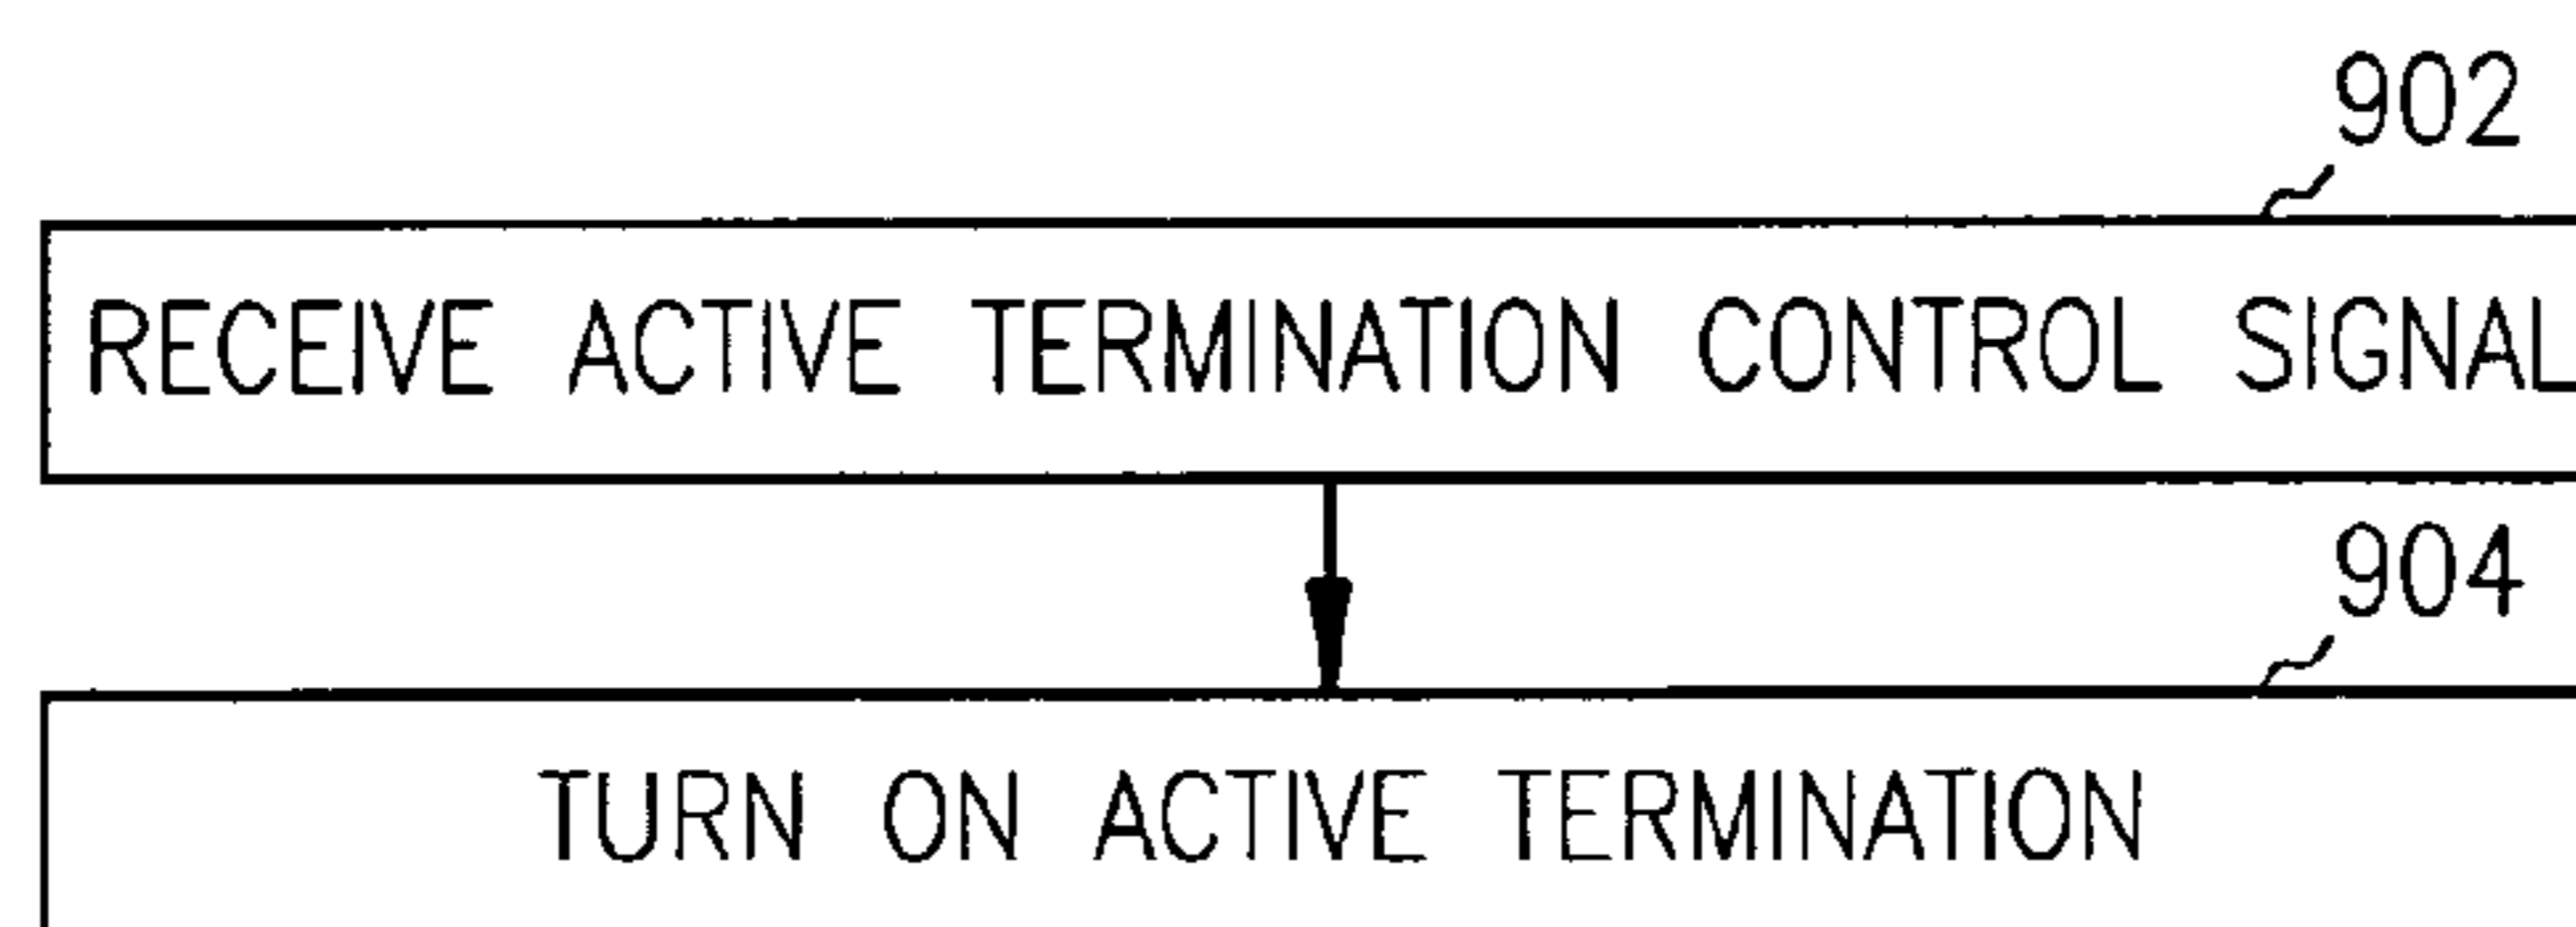 902
RECEIVE ACTIVE TERMINATION CONTROL SIGNAL
904
TURN ON ACTIVE TERMINATION